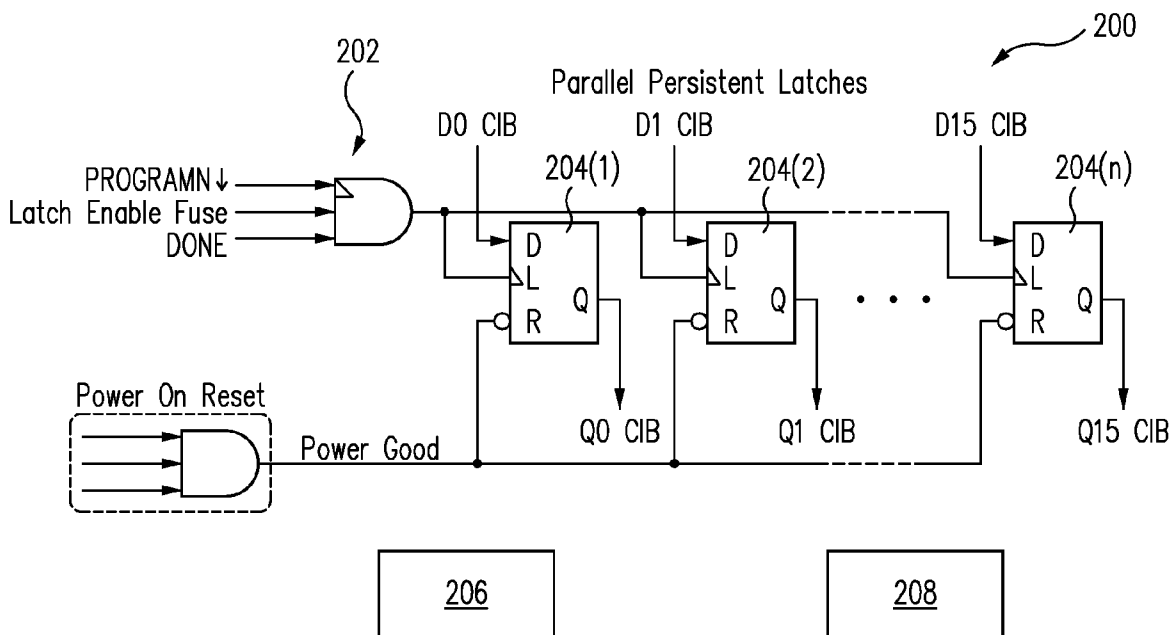 200
202
Parallel Persistent Latches
D0 CIB
D1 CIB
D15 CIB
204(1)
204(2)
204(n)
PROGRAMN↓
Latch Enable Fuse
DONE
D
L
Q
R
D
L
Q
R
• • •
D
L
Q
R
Power On Reset
Power Good
Q0 CIB
Q1 CIB
Q15 CIB
206
208